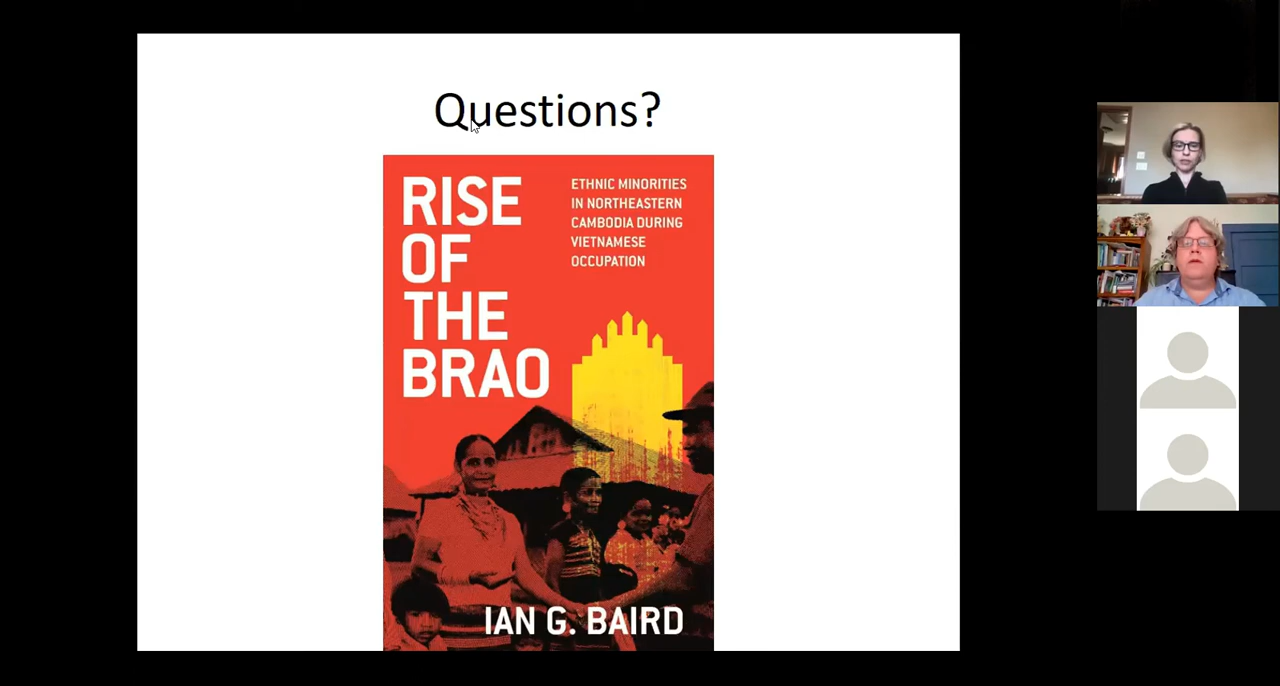 Questions?
RISE
OF
THE
BRAO
ETHNIC MINORITIES
IN NORTHEASTERN
CAMBODIA DURING
VIETNAMESE
OCCUPATION
IAN G. BAIRD